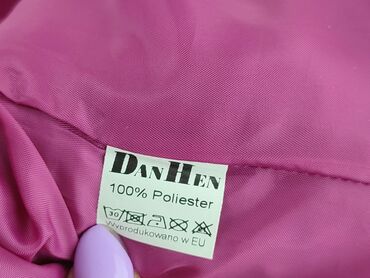 DANHEN
100% Poliester
30
Wyprodukowano w EU